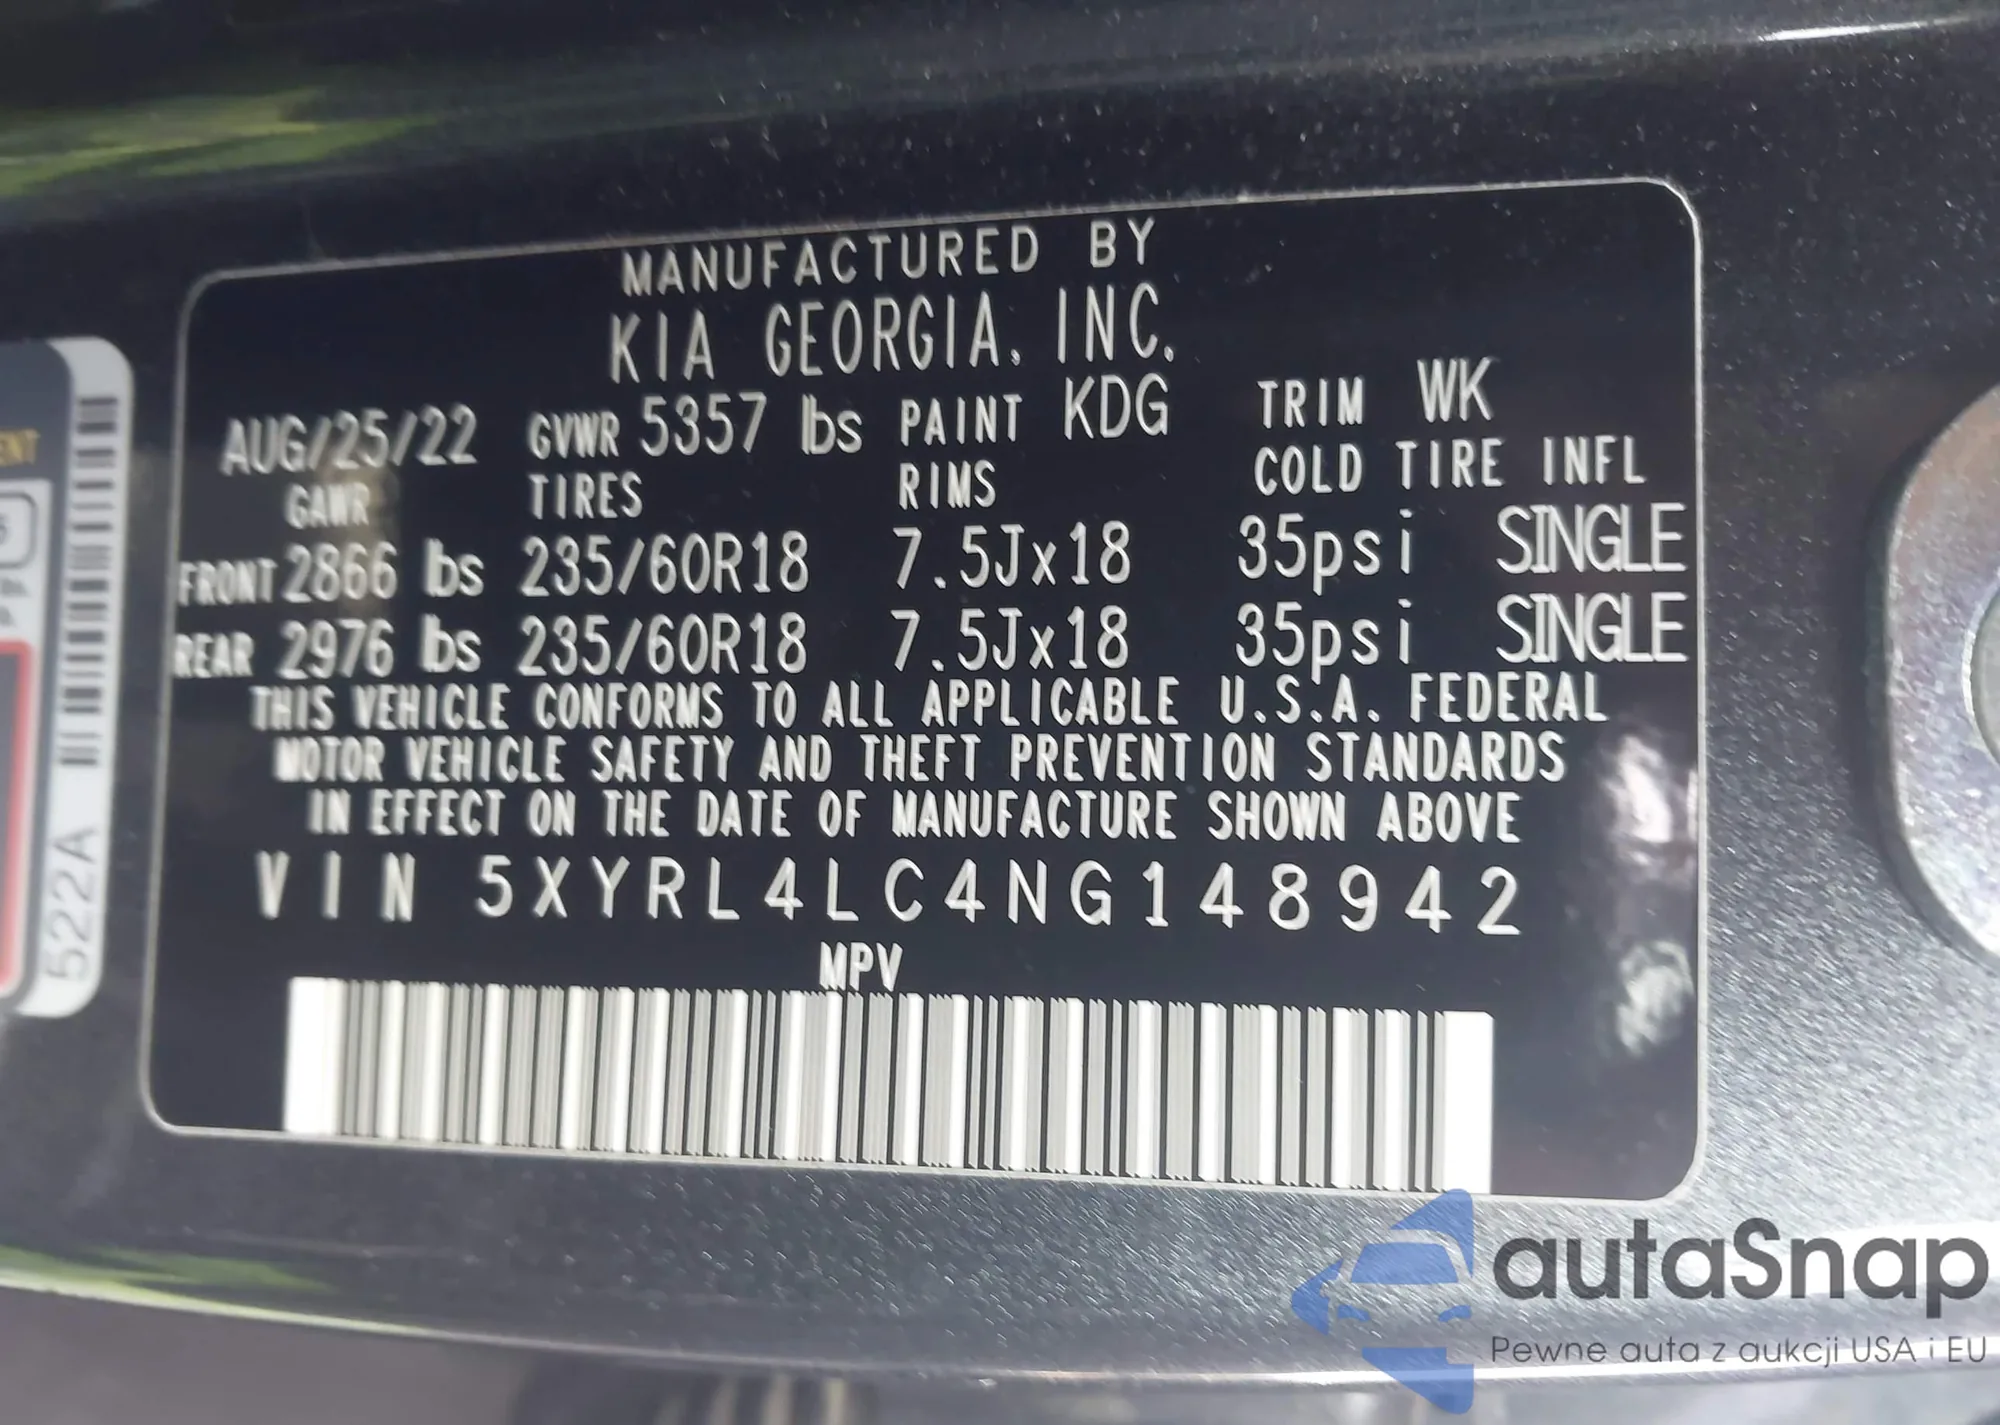 MANUFACTURED BY
KIA GEORGIA, INC.
AUG/25/22 GVWR 5357 lbs PAINT KDG TRIM WK
GAWR TIRES RIMS COLD TIRE INFL
FRONT 2866 lbs 235/60R18 7.5Jx18 35psi SINGLE
REAR 2976 lbs 235/60R18 7.5Jx18 35psi SINGLE
THIS VEHICLE CONFORMS TO ALL APPLICABLE U.S.A. FEDERAL
MOTOR VEHICLE SAFETY AND THEFT PREVENTION STANDARDS
IN EFFECT ON THE DATE OF MANUFACTURE SHOWN ABOVE
VIN 5XYRL4LC4NG148942
MPV
522A
autaSnap
Pewne auta z aukcji USA i EU